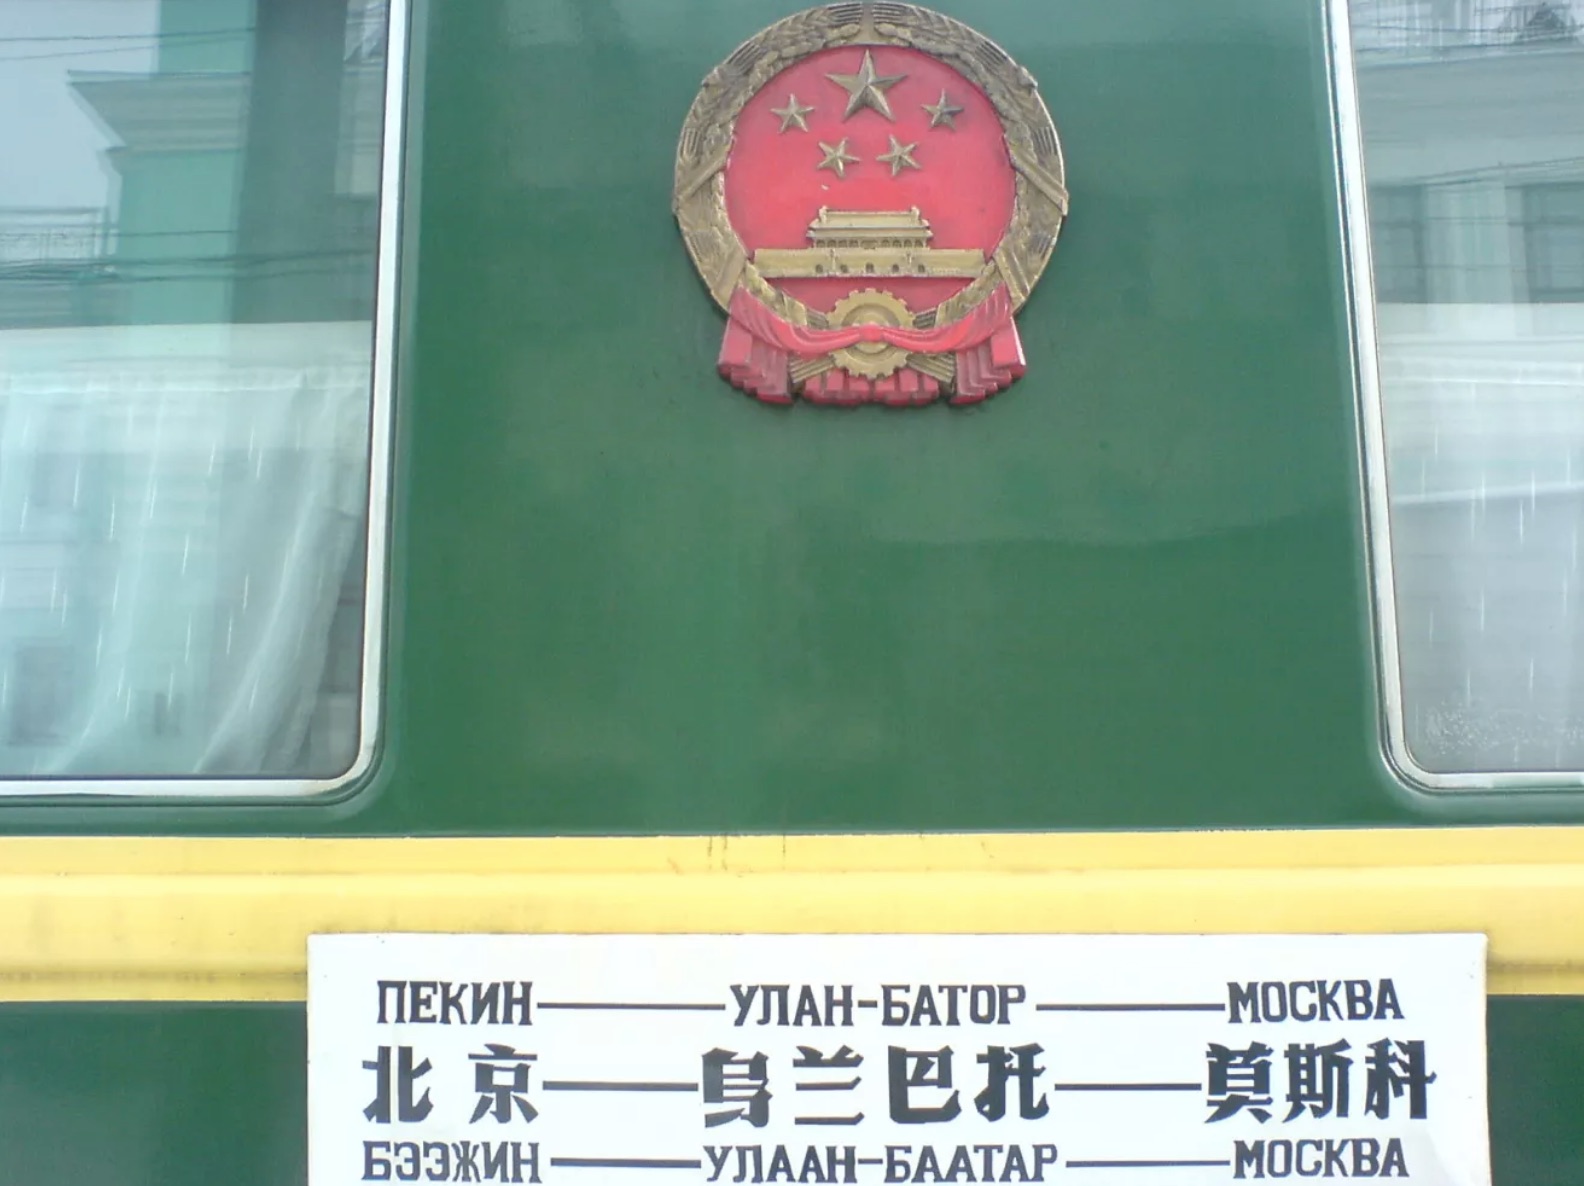 ПЕКИН——УЛАН-БАТОР——МОСКВА
北京——乌兰巴托——莫斯科
БЭЭЖИН——УЛААН-БААТАР——МОСКВА